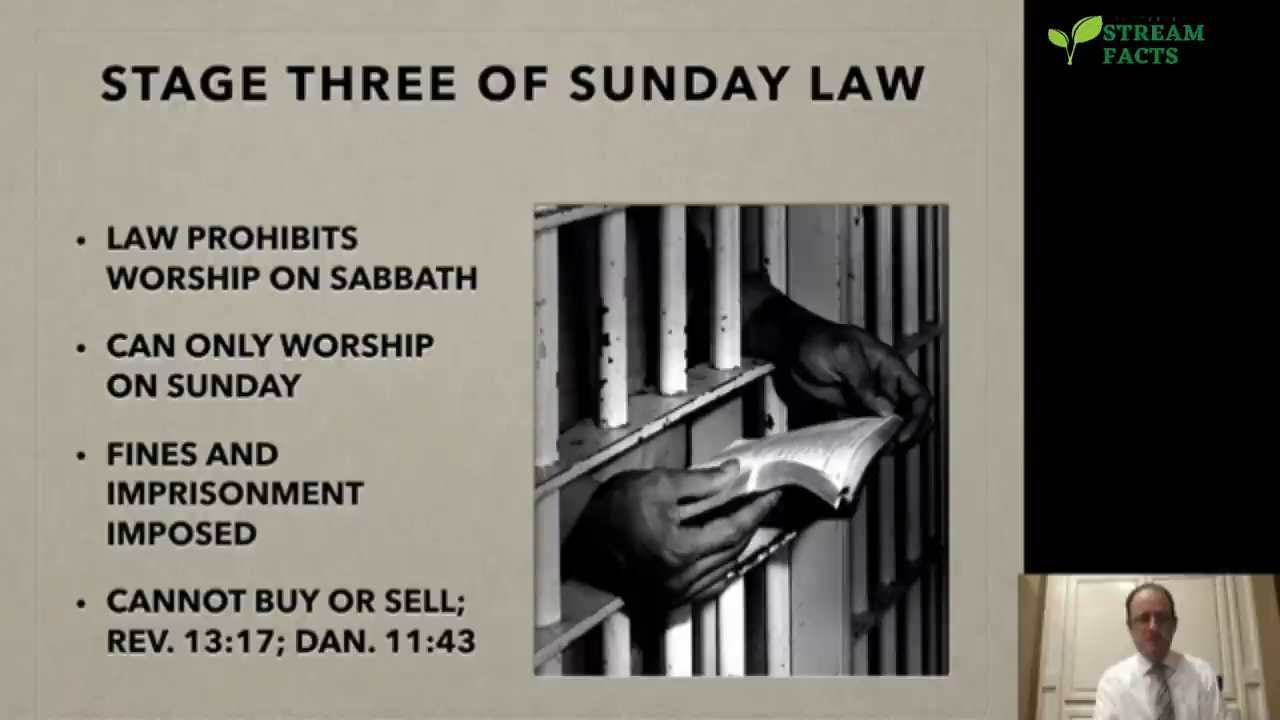 STAGE THREE OF SUNDAY LAW
STREAM
FACTS
• LAW PROHIBITS
WORSHIP ON SABBATH
• CAN ONLY WORSHIP
ON SUNDAY
• FINES AND
IMPRISONMENT
IMPOSED
• CANNOT BUY OR SELL;
REV. 13:17; DAN. 11:43